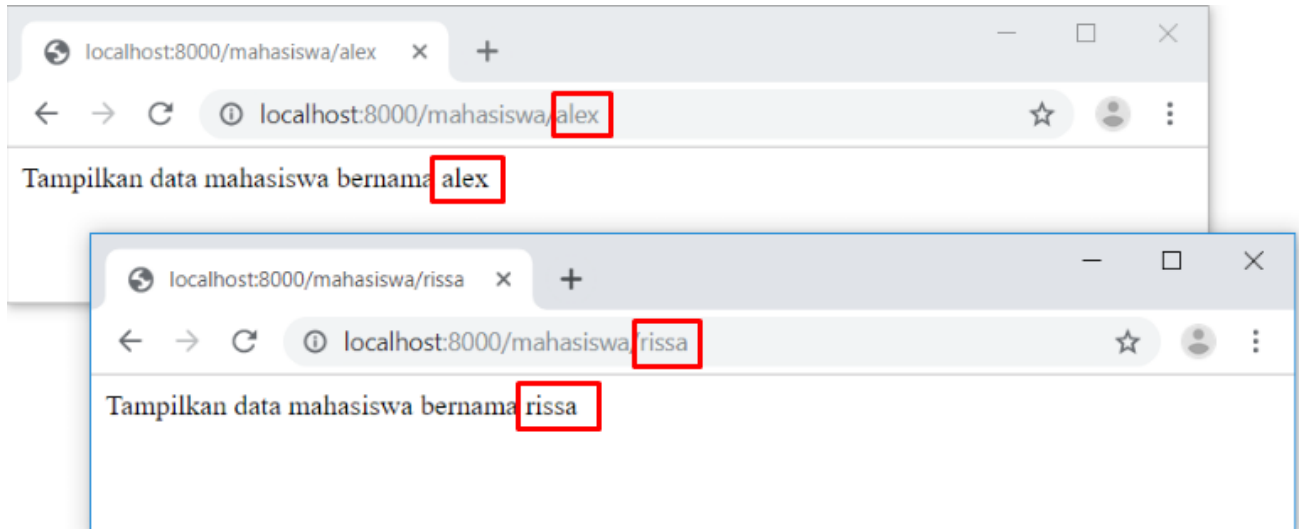 localhost:8000/mahasiswa/alex
localhost:8000/mahasiswa/alex
Tampilkan data mahasiswa bernama alex
localhost:8000/mahasiswa/rissa
localhost:8000/mahasiswa/rissa
Tampilkan data mahasiswa bernama rissa